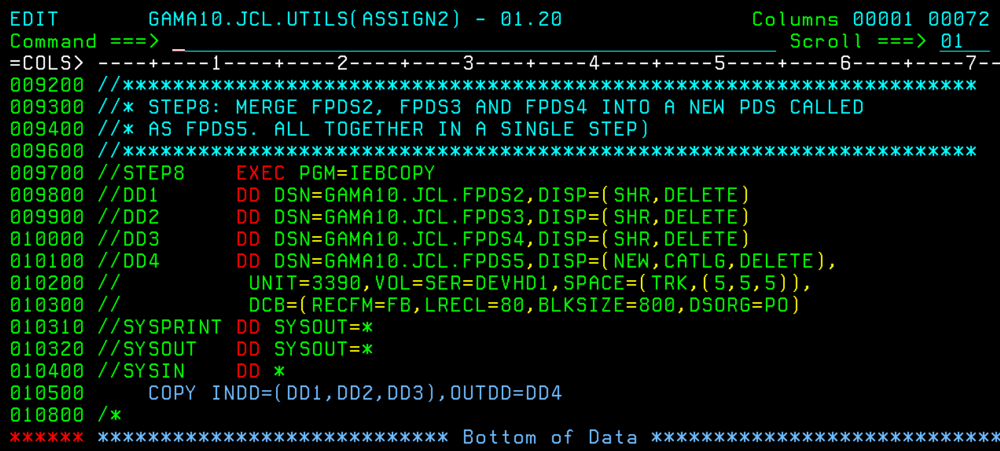 EDIT       GAMA10.JCL.UTILS(ASSIGN2) - 01.20               Columns 00001 00072
Command ===> _                                                Scroll ===> 01
=COLS> ----+----1----+----2----+----3----+----4----+----5----+----6----+----7--
009200 //********************************************************************
009300 //* STEP8: MERGE FPDS2, FPDS3 AND FPDS4 INTO A NEW PDS CALLED
009400 //* AS FPDS5. ALL TOGETHER IN A SINGLE STEP)
009600 //********************************************************************
009700 //STEP8    EXEC PGM=IEBCOPY
009800 //DD1      DD DSN=GAMA10.JCL.FPDS2,DISP=(SHR,DELETE)
009900 //DD2      DD DSN=GAMA10.JCL.FPDS3,DISP=(SHR,DELETE)
010000 //DD3      DD DSN=GAMA10.JCL.FPDS4,DISP=(SHR,DELETE)
010100 //DD4      DD DSN=GAMA10.JCL.FPDS5,DISP=(NEW,CATLG,DELETE),
010200 //          UNIT=3390,VOL=SER=DEVHD1,SPACE=(TRK,(5,5,5)),
010300 //          DCB=(RECFM=FB,LRECL=80,BLKSIZE=800,DSORG=PO)
010310 //SYSPRINT DD SYSOUT=*
010320 //SYSOUT   DD SYSOUT=*
010400 //SYSIN    DD *
010500     COPY INDD=(DD1,DD2,DD3),OUTDD=DD4
010800 /*
****** **************************** Bottom of Data ****************************